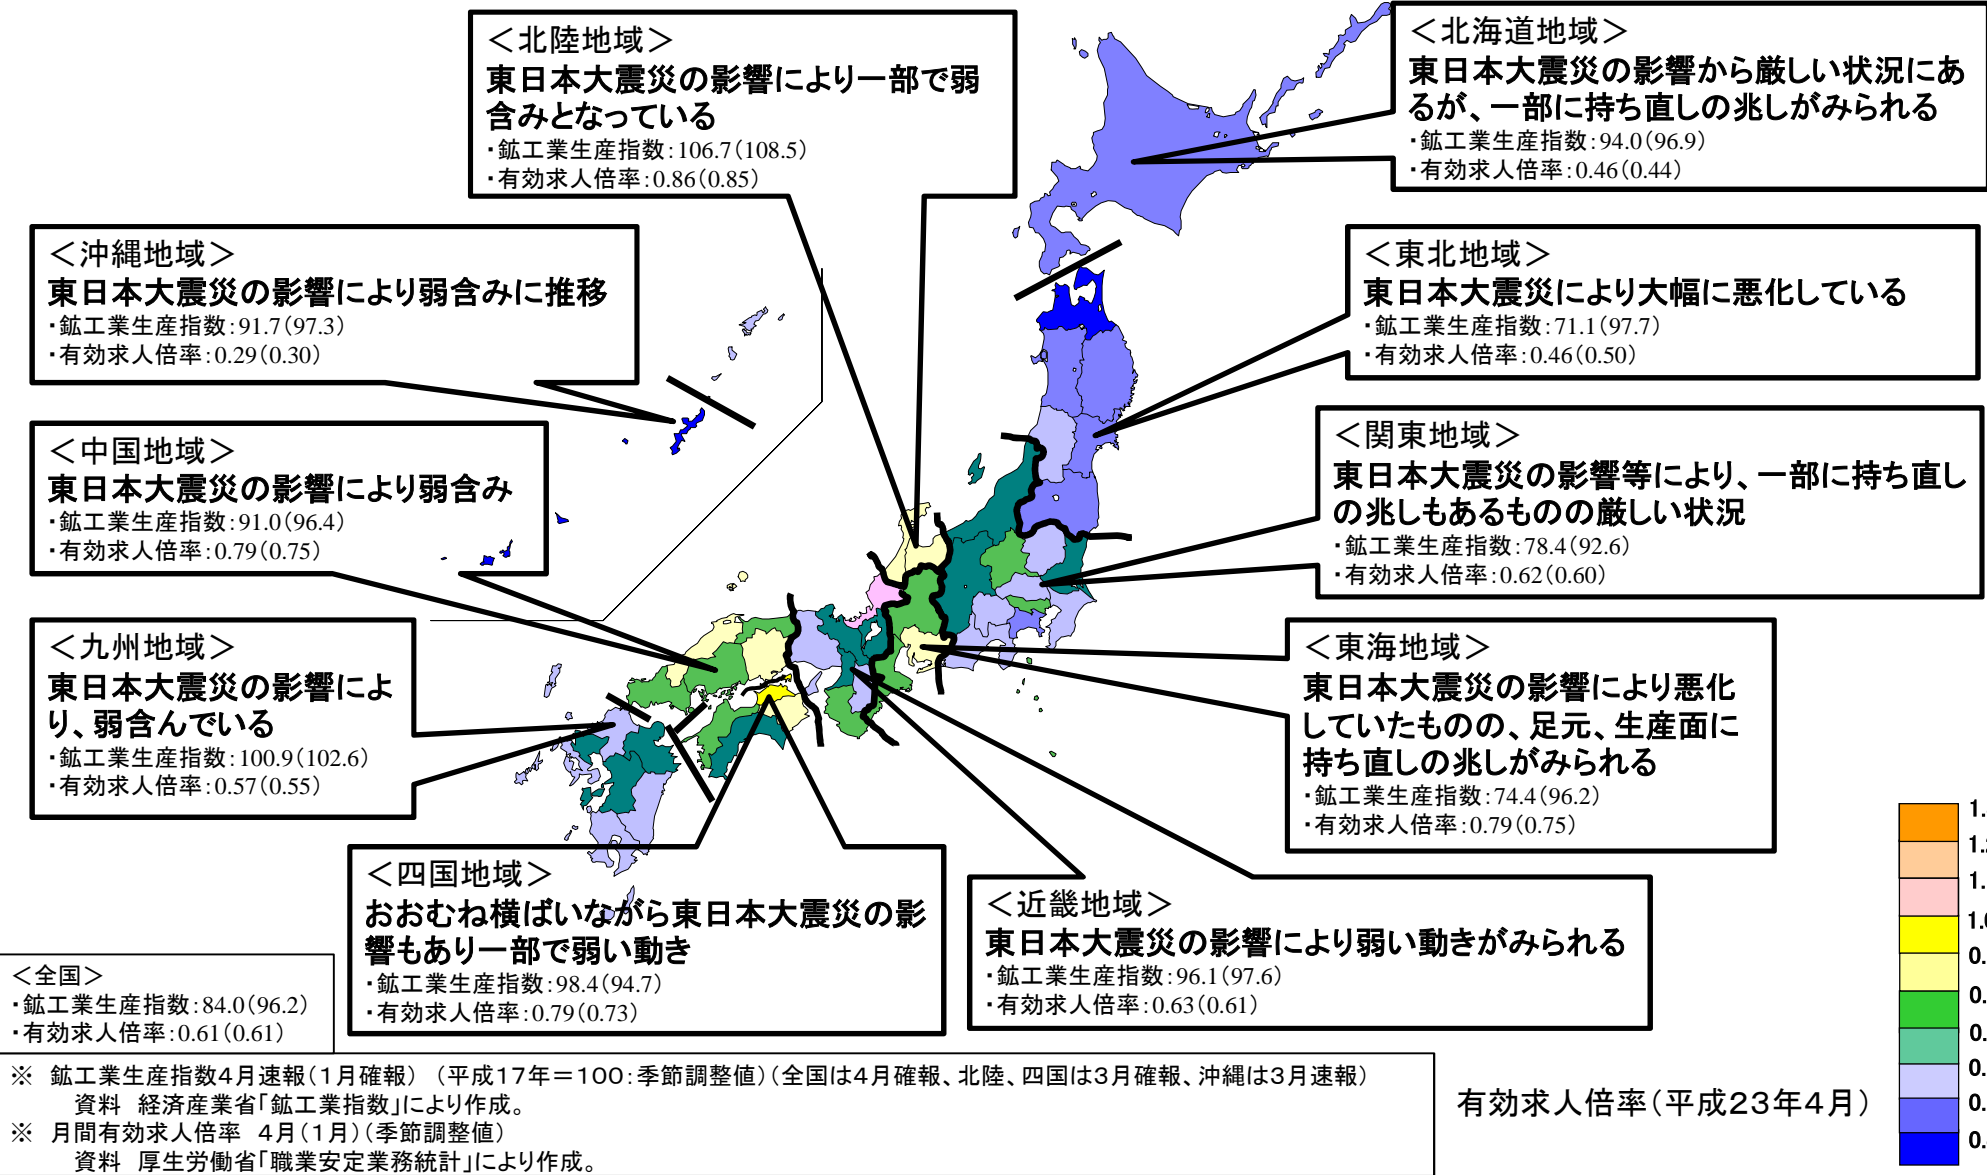 ＜北陸地域＞
東日本大震災の影響により一部で弱
含みとなっている
・鉱工業生産指数：106.7（108.5）
・有効求人倍率：0.86（0.85）
＜北海道地域＞
東日本大震災の影響から厳しい状況にあ
るが、一部に持ち直しの兆しがみられる
・鉱工業生産指数：94.0（96.9）
・有効求人倍率：0.46（0.44）
＜沖縄地域＞
東日本大震災の影響により弱含みに推移
・鉱工業生産指数：91.7（97.3）
・有効求人倍率：0.29（0.30）
＜東北地域＞
東日本大震災により大幅に悪化している
・鉱工業生産指数：71.1（97.7）
・有効求人倍率：0.46（0.50）
＜中国地域＞
東日本大震災の影響により弱含み
・鉱工業生産指数：91.0（96.4）
・有効求人倍率：0.79（0.75）
＜関東地域＞
東日本大震災の影響等により、一部に持ち直し
の兆しもあるものの厳しい状況
・鉱工業生産指数：78.4（92.6）
・有効求人倍率：0.62（0.60）
＜九州地域＞
東日本大震災の影響によ
り、弱含んでいる
・鉱工業生産指数：100.9（102.6）
・有効求人倍率：0.57（0.55）
＜東海地域＞
東日本大震災の影響により悪化
していたものの、足元、生産面に
持ち直しの兆しがみられる
・鉱工業生産指数：74.4（96.2）
・有効求人倍率：0.79（0.75）
＜四国地域＞
おおむね横ばいながら東日本大震災の影
響もあり一部で弱い動き
・鉱工業生産指数：98.4（94.7）
・有効求人倍率：0.79（0.73）
＜近畿地域＞
東日本大震災の影響により弱い動きがみられる
・鉱工業生産指数：96.1（97.6）
・有効求人倍率：0.63（0.61）
＜全国＞
・鉱工業生産指数：84.0（96.2）
・有効求人倍率：0.61（0.61）
※　鉱工業生産指数４月速報（１月確報）　（平成１７年＝１００：季節調整値）（全国は４月確報、北陸、四国は３月確報、沖縄は３月速報）
資料　経済産業省「鉱工業指数」により作成。
※　月間有効求人倍率　４月（１月）（季節調整値）
資料　厚生労働省「職業安定業務統計」により作成。
有効求人倍率（平成２３年４月）